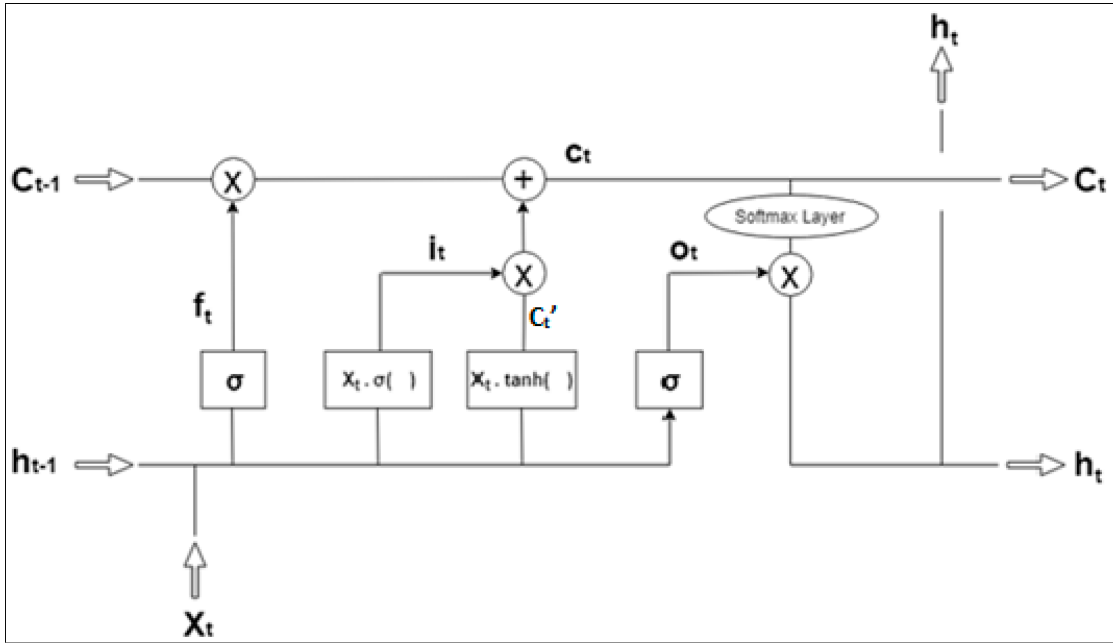 hₜ
Cₜ₋₁
X
+
cₜ
Cₜ
Softmax Layer
iₜ
X
oₜ
X
fₜ
Cₜ’
σ
Xₜ . σ( )
Xₜ . tanh( )
σ
hₜ₋₁
hₜ
Xₜ